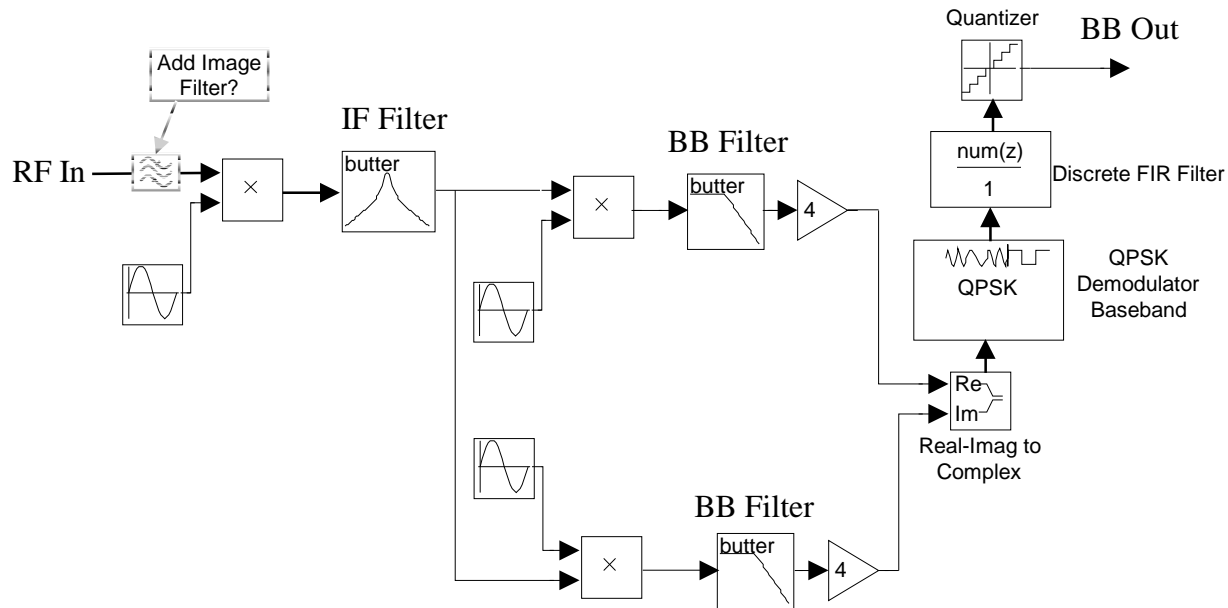 Quantizer
BB Out
Add Image
Filter?
IF Filter
BB Filter
RF In
butter
×
butter
×
4
num(z)
1
Discrete FIR Filter
QPSK
QPSK
Demodulator
Baseband
Re
Im
Real-Imag to
Complex
BB Filter
butter
×
4